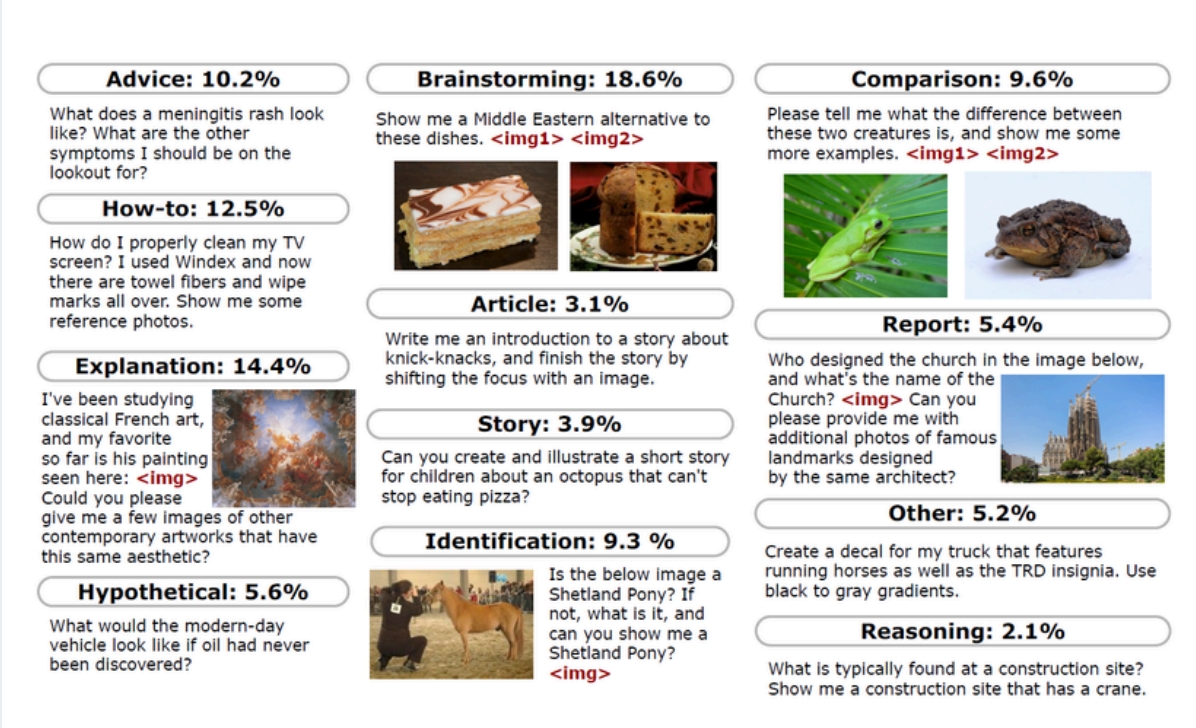 Advice: 10.2%
What does a meningitis rash look
like? What are the other
symptoms I should be on the
lookout for?
How-to: 12.5%
How do I properly clean my TV
screen? I used Windex and now
there are towel fibers and wipe
marks all over. Show me some
reference photos.
Explanation: 14.4%
I've been studying
classical French art,
and my favorite
so far is his painting
seen here: <img>
Could you please
give me a few images of other
contemporary artworks that have
this same aesthetic?
Hypothetical: 5.6%
What would the modern-day
vehicle look like if oil had never
been discovered?
Brainstorming: 18.6%
Show me a Middle Eastern alternative to
these dishes. <img1> <img2>
Article: 3.1%
Write me an introduction to a story about
knick-knacks, and finish the story by
shifting the focus with an image.
Story: 3.9%
Can you create and illustrate a short story
for children about an octopus that can't
stop eating pizza?
Identification: 9.3 %
Is the below image a
Shetland Pony? If
not, what is it, and
can you show me a
Shetland Pony?
<img>
Comparison: 9.6%
Please tell me what the difference between
these two creatures is, and show me some
more examples. <img1> <img2>
Report: 5.4%
Who designed the church in the image below,
and what's the name of the
Church? <img> Can you
please provide me with
additional photos of famous
landmarks designed
by the same architect?
Other: 5.2%
Create a decal for my truck that features
running horses as well as the TRD insignia. Use
black to gray gradients.
Reasoning: 2.1%
What is typically found at a construction site?
Show me a construction site that has a crane.